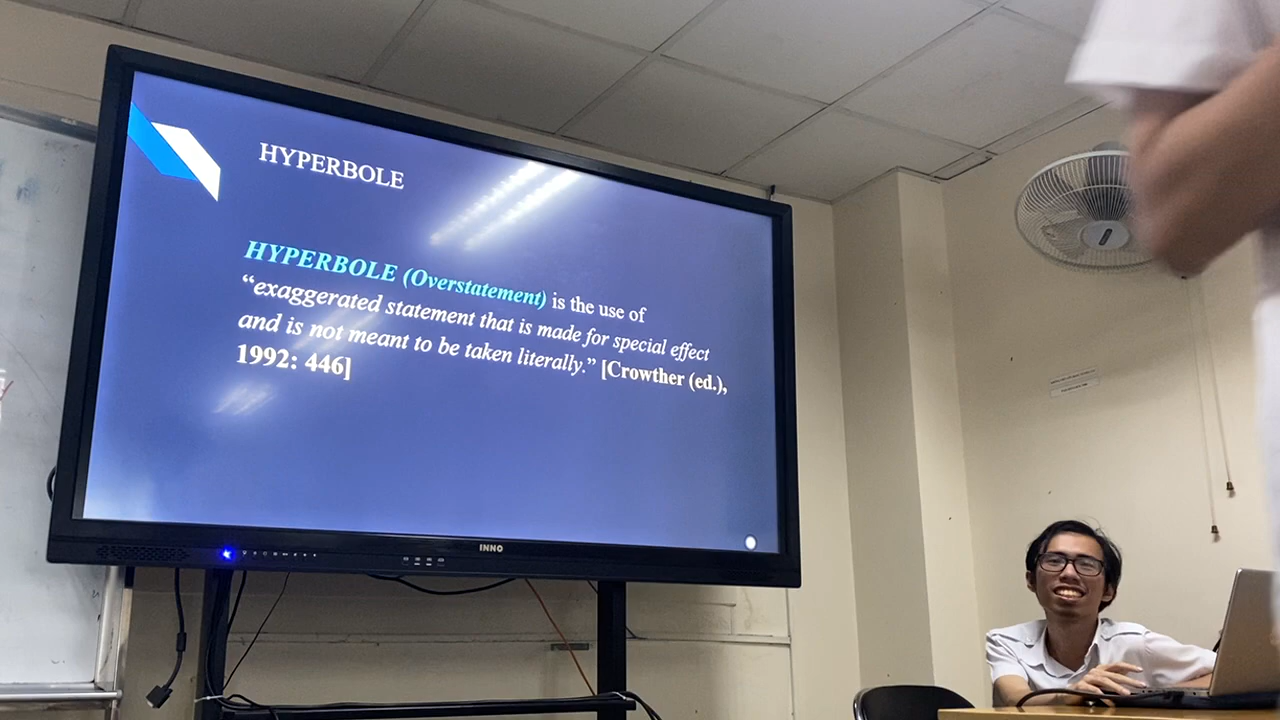 HYPERBOLE
HYPERBOLE (Overstatement) is the use of
“exaggerated statement that is made for special effect
and is not meant to be taken literally.” [Crowther (ed.),
1992: 446]
INNO